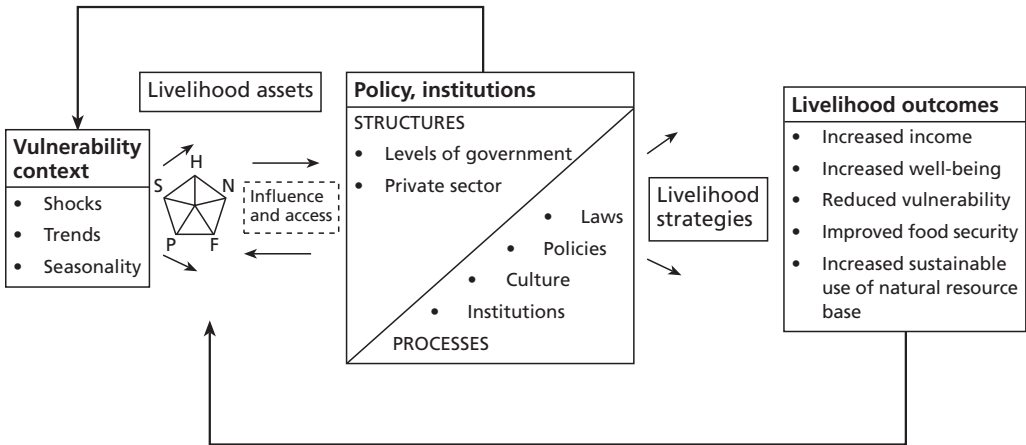 Livelihood assets
Vulnerability
context
• Shocks
• Trends
• Seasonality
H
S
N
P
F
Influence
and access
Policy, institutions
STRUCTURES
• Levels of government
• Private sector
• Laws
• Policies
• Culture
• Institutions
PROCESSES
Livelihood
strategies
Livelihood outcomes
• Increased income
• Increased well-being
• Reduced vulnerability
• Improved food security
• Increased sustainable
use of natural resource
base